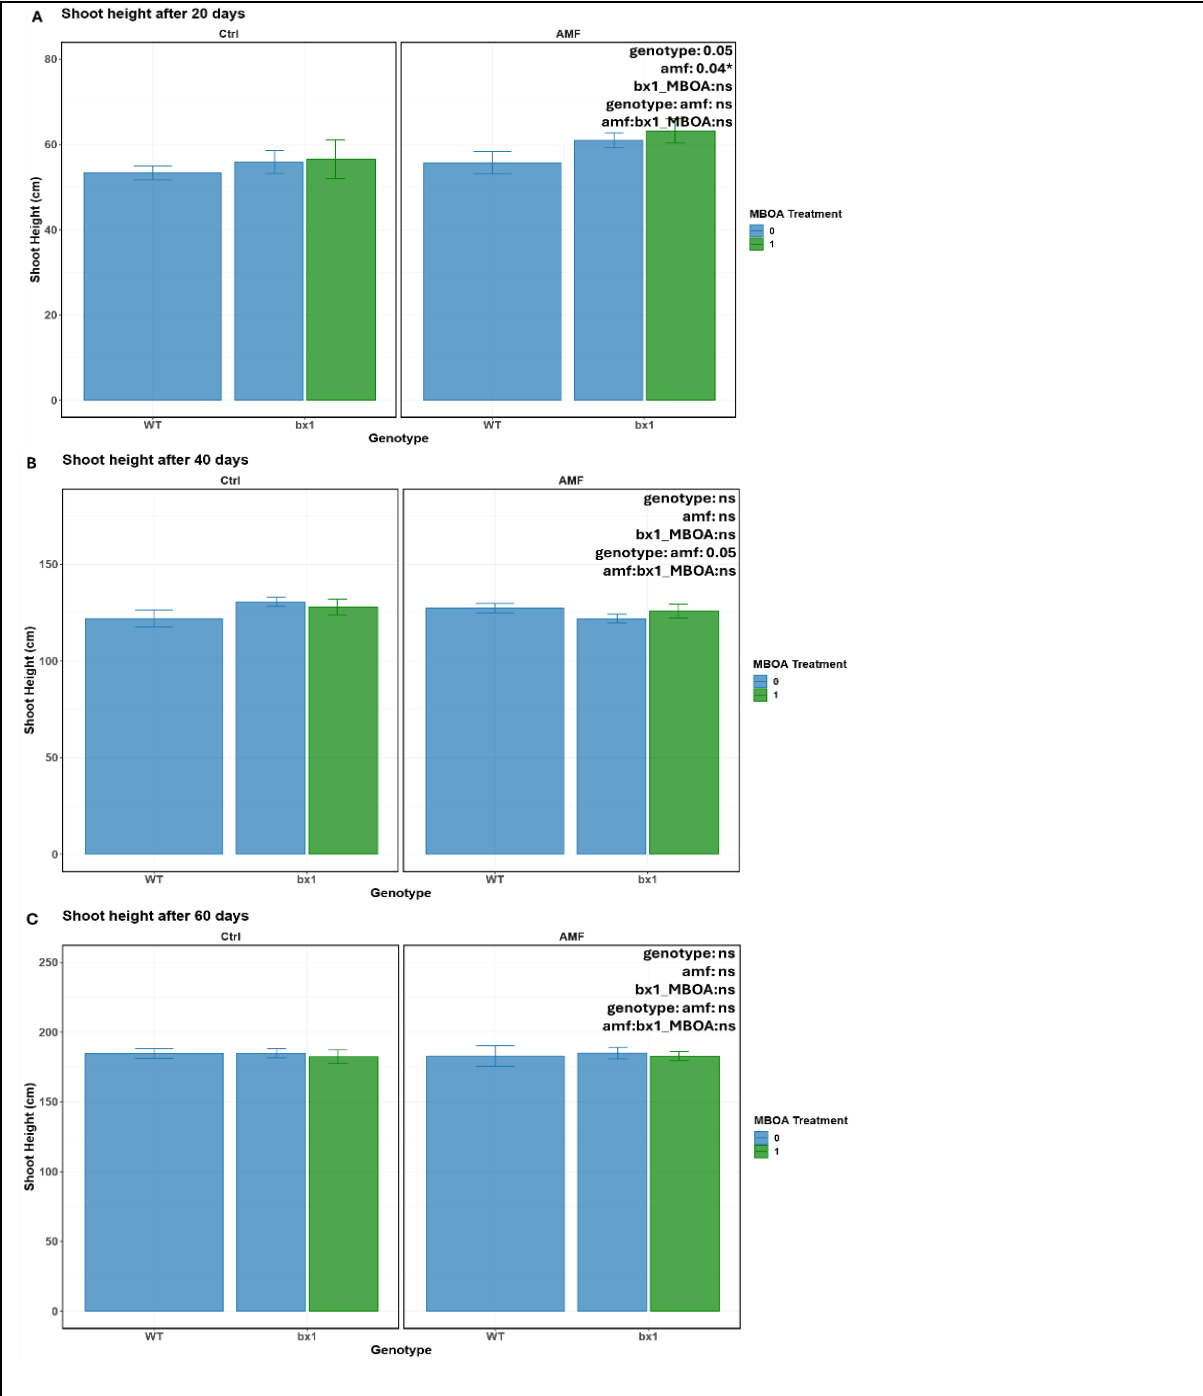 A Shoot height after 20 days
Ctrl AMF
genotype: 0.05
amf: 0.04*
bx1_MBOA:ns
genotype: amf: ns
amf:bx1_MBOA:ns
80
60
40
20
0
Shoot Height (cm)
WT bx1 WT bx1
Genotype
MBOA Treatment
0
1
B Shoot height after 40 days
Ctrl AMF
genotype: ns
amf: ns
bx1_MBOA:ns
genotype: amf: 0.05
amf:bx1_MBOA:ns
150
100
50
0
Shoot Height (cm)
WT bx1 WT bx1
Genotype
MBOA Treatment
0
1
C Shoot height after 60 days
Ctrl AMF
genotype: ns
amf: ns
bx1_MBOA:ns
genotype: amf: ns
amf:bx1_MBOA:ns
250
200
150
100
50
0
Shoot Height (cm)
WT bx1 WT bx1
Genotype
MBOA Treatment
0
1